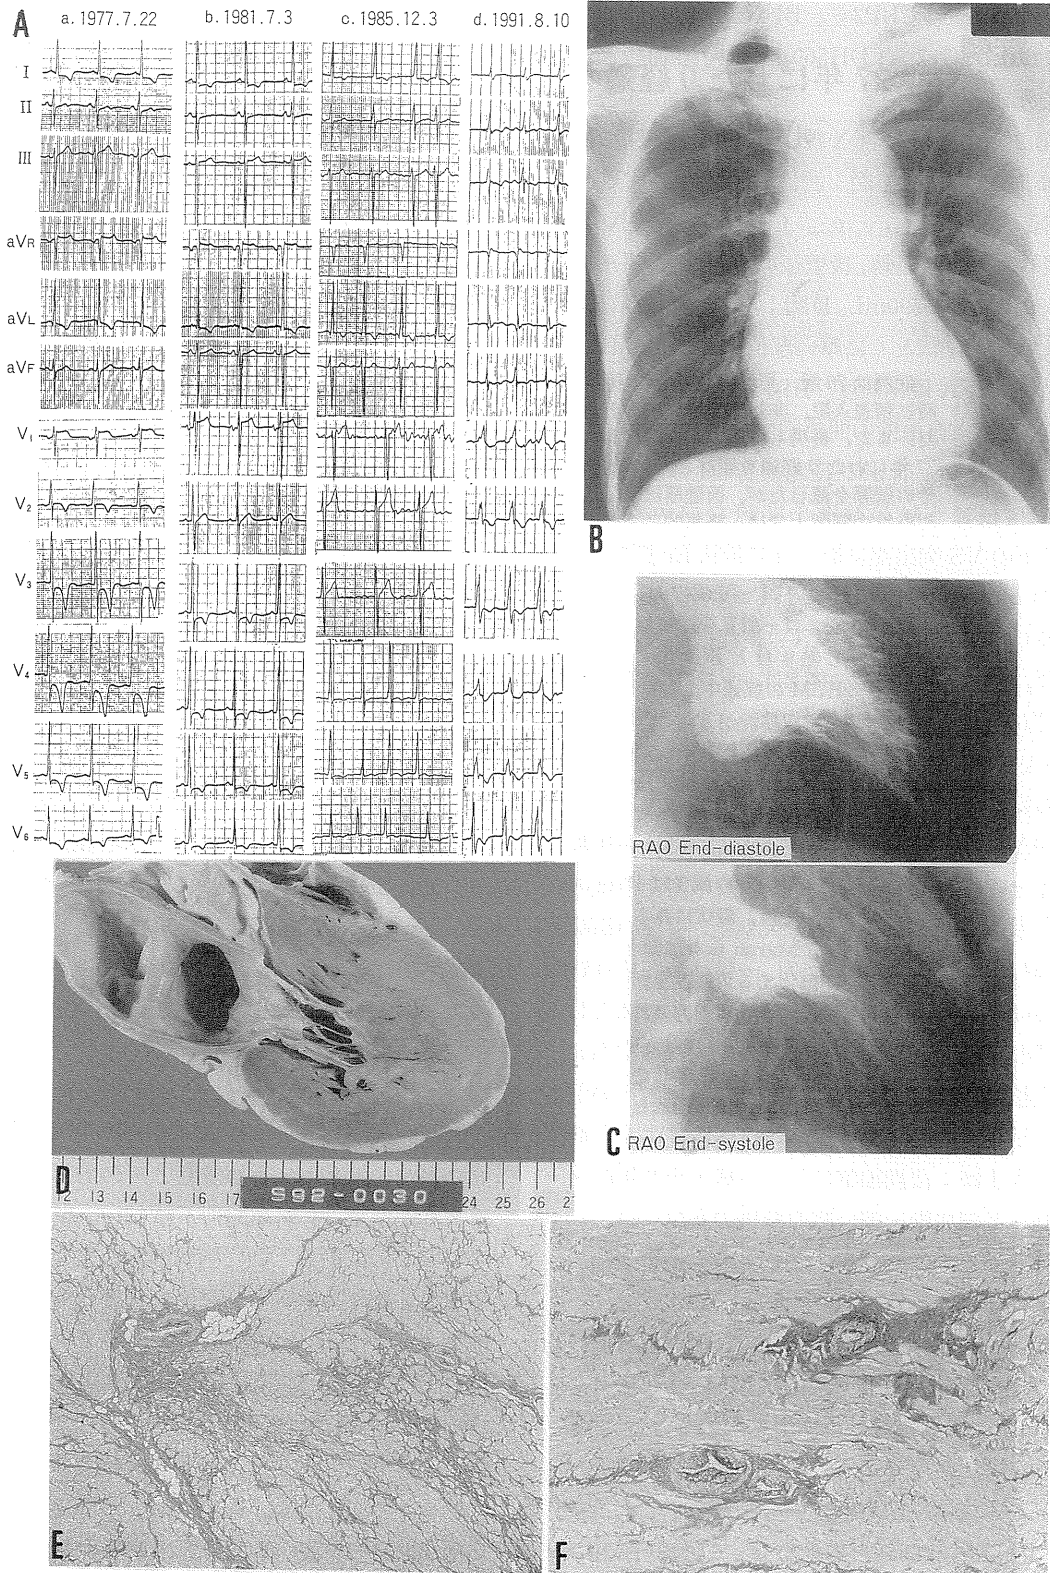 A
a. 1977.7.22
b. 1981.7.3
c. 1985.12.3
d. 1991.8.10
I
II
III
aVR
aVL
aVF
V1
V2
V3
V4
V5
V6
B
RAO End-diastole
C
RAO End-systole
D
12 13 14 15 16 17 24 25 26 2
S92-0030
E
F